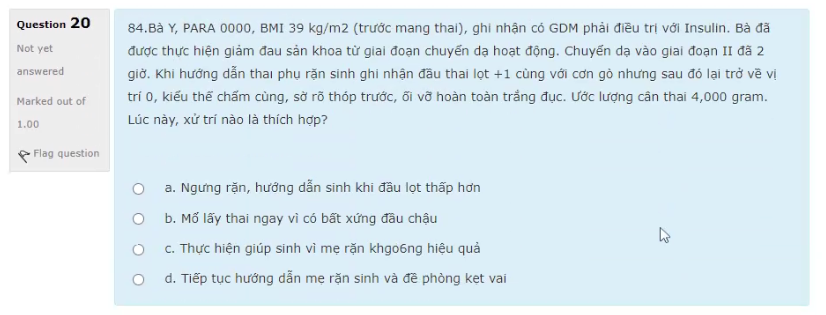 Question 20
Not yet
answered
Marked out of
1.00
Flag question
84.Bà Y, PARA 0000, BMI 39 kg/m2 (trước mang thai), ghi nhận có GDM phải điều trị với Insulin. Bà đã
được thực hiện giảm đau sản khoa từ giai đoạn chuyển dạ hoạt động. Chuyển dạ vào giai đoạn II đã 2
giờ. Khi hướng dẫn thai phụ rặn sinh ghi nhận đầu thai lọt +1 cùng với cơn gò nhưng sau đó lại trở về vị
trí 0, kiểu thế chẩm cùng, sờ rõ thóp trước, ối vỡ hoàn toàn trắng đục. Ước lượng cân thai 4,000 gram.
Lúc này, xử trí nào là thích hợp?
a. Ngưng rặn, hướng dẫn sinh khi đầu lọt thấp hơn
b. Mổ lấy thai ngay vì có bất xứng đầu chậu
c. Thực hiện giúp sinh vì mẹ rặn khgo6ng hiệu quả
d. Tiếp tục hướng dẫn mẹ rặn sinh và đề phòng kẹt vai